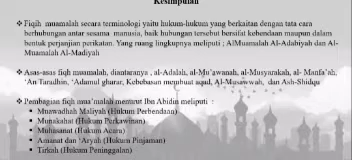 Kesimpulan
❖ Fiqih muamalah secara terminologi yaitu hukum-hukum yang berkaitan dengan tata cara
berhubungan antar sesama manusia, baik hubungan tersebut bersifat kebendaan maupun dalam
bentuk perjanjian perikatan. Yang ruang lingkupnya meliputi ; AlMuamalah Al-Adabiyah dan Al-
Muamalah Al-Madiyah
❖ Asas-asas fiqh muamalah, diantaranya , al-Adalah, al-Mu'awanah, al-Musyarakah, al- Manfa'ah,
'An Taradhin, 'Adamul gharar, Kebebasan membuat aqad, Al-Musawwah, dan Ash-Shidqu
❖ Pembagian fiqh mua'malah menurut Ibn Abidin meliputi :
▪ Muawadhah Maliyah (Hukum Perbendaan)
▪ Munakahat (Hukum Perkawinan)
▪ Muhasanat (Hukum Acara)
▪ Amanat dan 'Aryah (Hukum Pinjaman)
▪ Tirkah (Hukum Peninggalan)